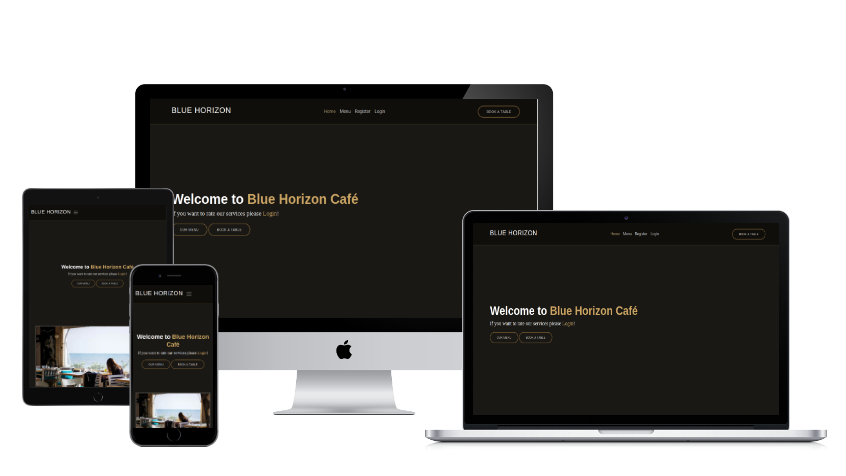 BLUE HORIZON
Home Menu Register Login
BOOK A TABLE
Welcome to Blue Horizon Café
If you want to rate our services please Login!
OUR MENU BOOK A TABLE
BLUE HORIZON
Welcome to Blue Horizon Café
If you want to rate our services please Login!
OUR MENU BOOK A TABLE
BLUE HORIZON
Welcome to Blue Horizon
Café
If you want to rate our services please Login!
OUR MENU BOOK A TABLE
BLUE HORIZON
Home Menu Register Login
BOOK A TABLE
Welcome to Blue Horizon Café
If you want to rate our services please Login!
OUR MENU BOOK A TABLE